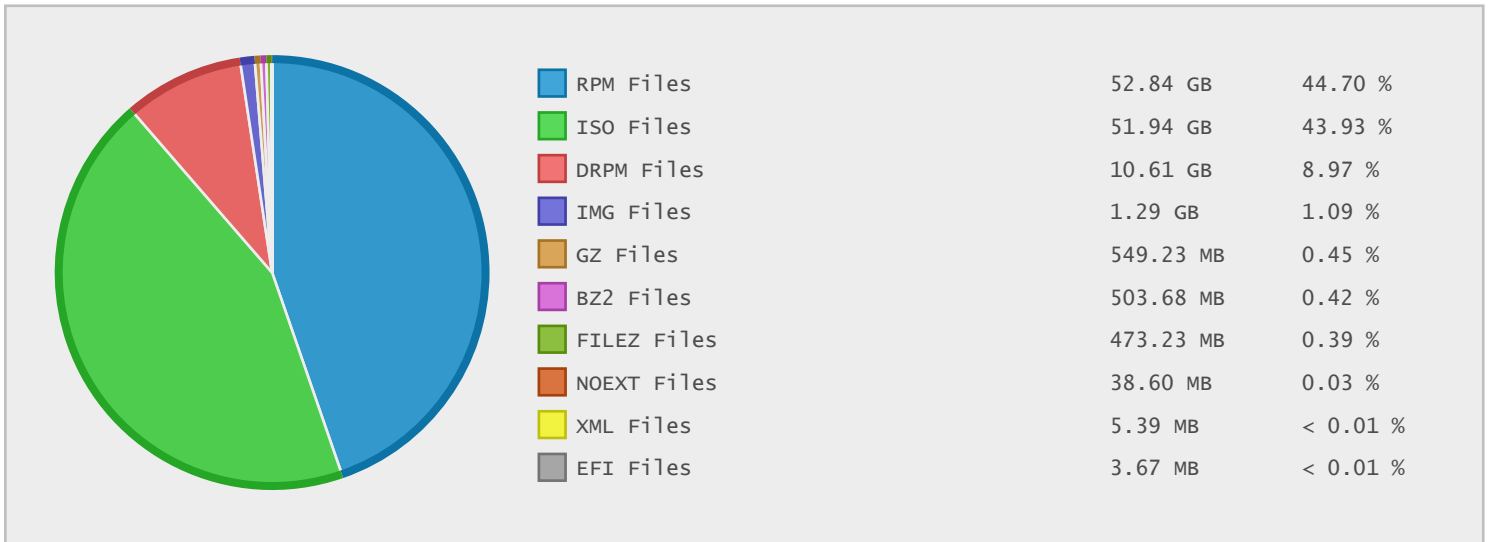 RPM Files 52.84 GB 44.70 %
ISO Files 51.94 GB 43.93 %
DRPM Files 10.61 GB 8.97 %
IMG Files 1.29 GB 1.09 %
GZ Files 549.23 MB 0.45 %
BZ2 Files 503.68 MB 0.42 %
FILEZ Files 473.23 MB 0.39 %
NOEXT Files 38.60 MB 0.03 %
XML Files 5.39 MB < 0.01 %
EFI Files 3.67 MB < 0.01 %